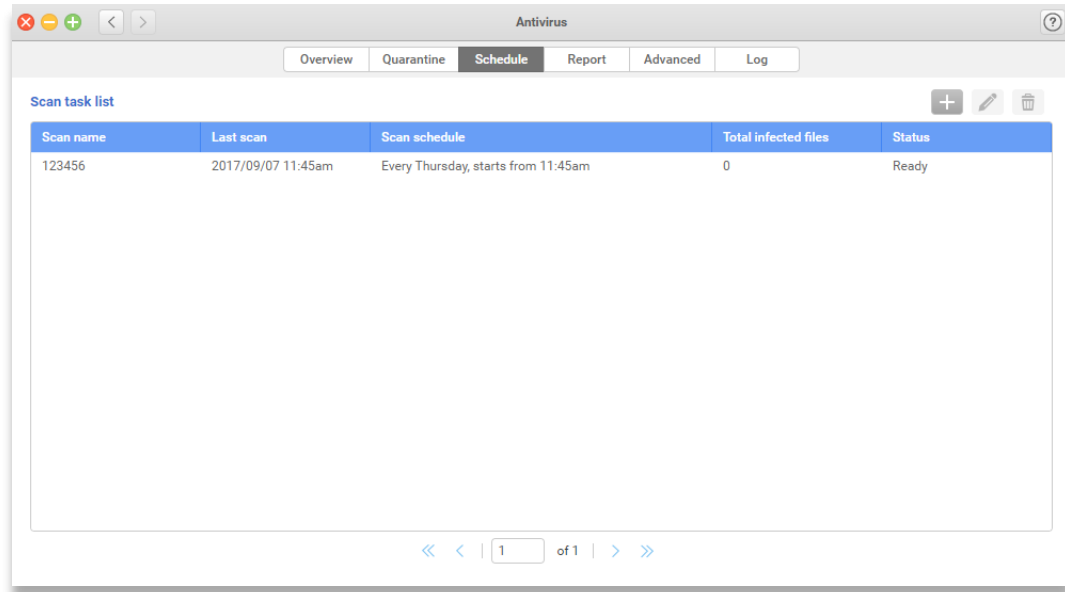 Antivirus
?
Overview Quarantine Schedule Report Advanced Log
Scan task list
Scan name Last scan Scan schedule Total infected files Status
123456 2017/09/07 11:45am Every Thursday, starts from 11:45am 0 Ready
1 of 1